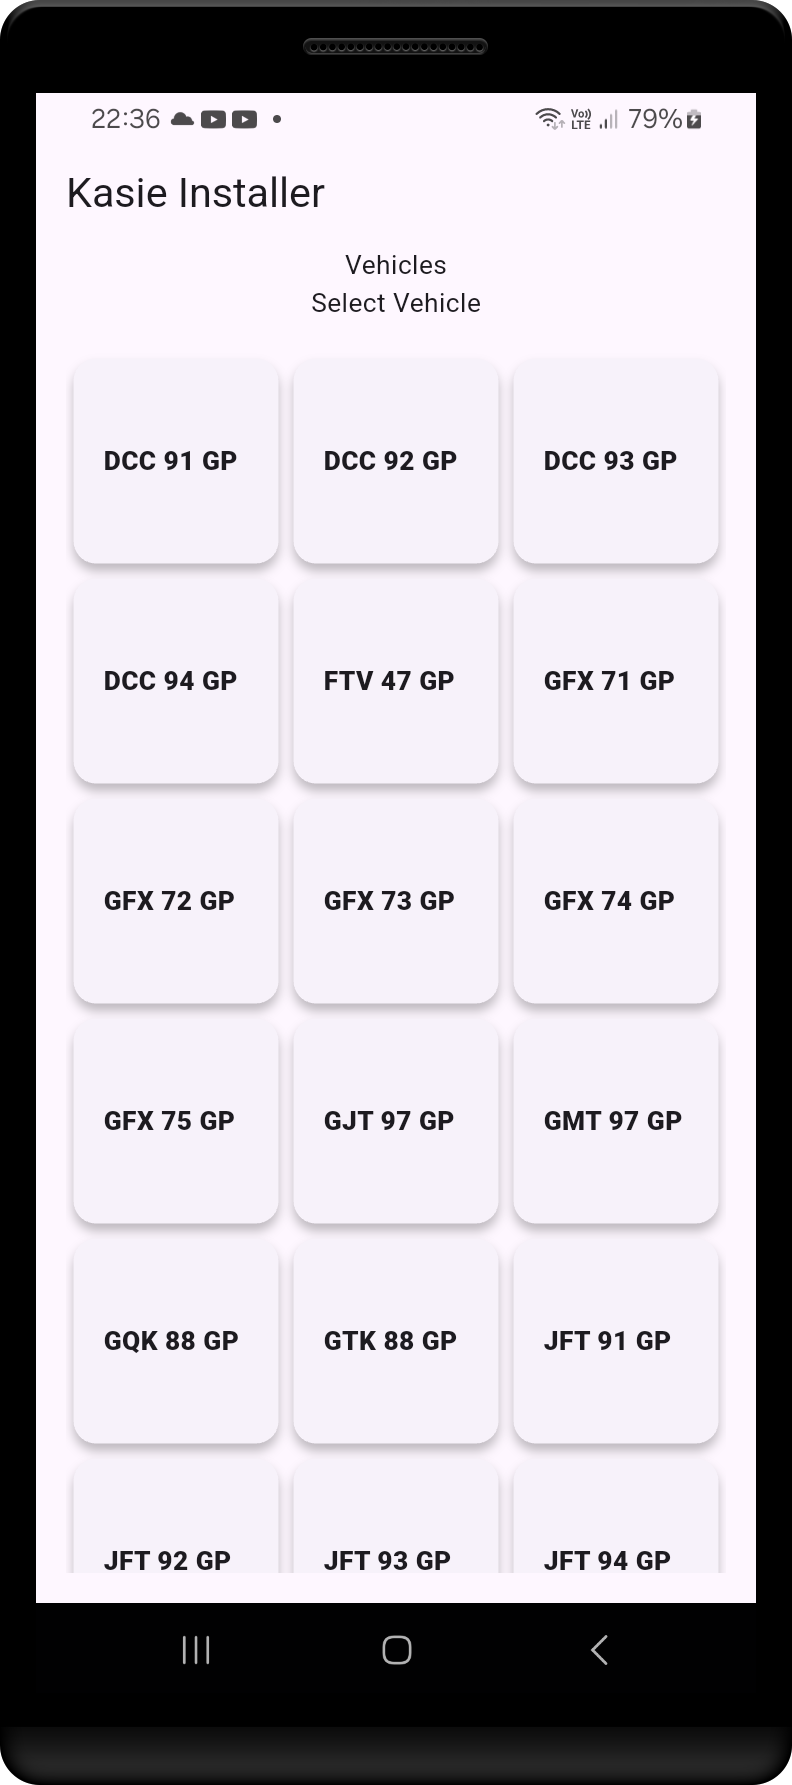 22:36 Vo)) LTE 79%
Kasie Installer
Vehicles
Select Vehicle
DCC 91 GP DCC 92 GP DCC 93 GP
DCC 94 GP FTV 47 GP GFX 71 GP
GFX 72 GP GFX 73 GP GFX 74 GP
GFX 75 GP GJT 97 GP GMT 97 GP
GQK 88 GP GTK 88 GP JFT 91 GP
JFT 92 GP JFT 93 GP JFT 94 GP